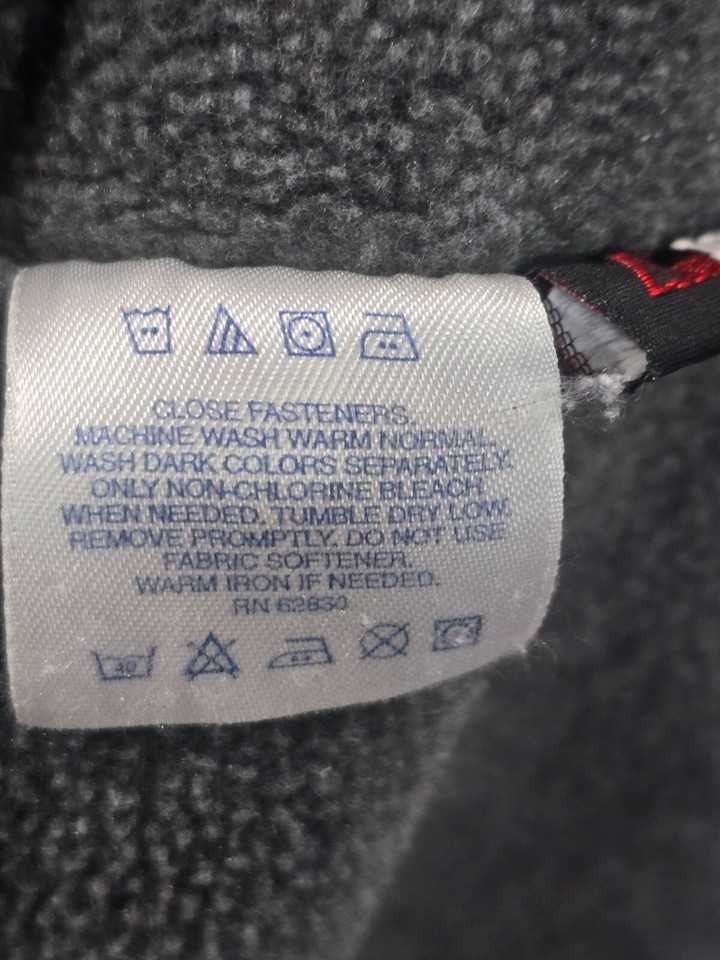 CLOSE FASTENERS.
MACHINE WASH WARM NORMAL.
WASH DARK COLORS SEPARATELY.
ONLY NON-CHLORINE BLEACH
WHEN NEEDED. TUMBLE DRY LOW.
REMOVE PROMPTLY. DO NOT USE
FABRIC SOFTENER.
WARM IRON IF NEEDED.
RN 62830
40